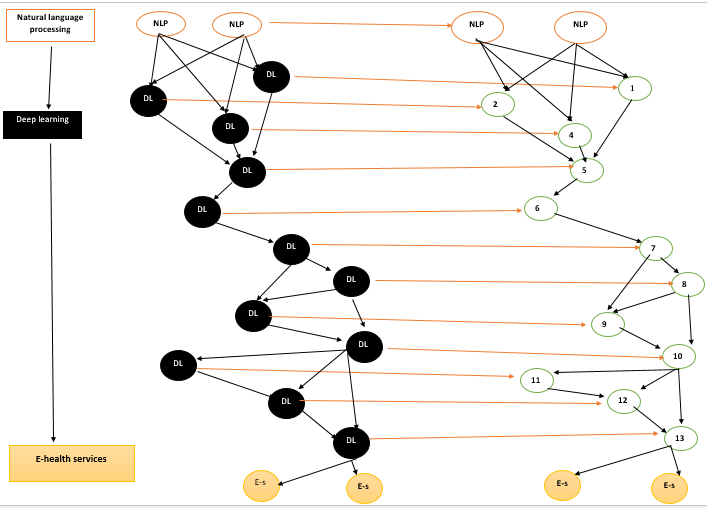 Natural language
processing
NLP
NLP
NLP
NLP
DL
1
DL
2
Deep learning
DL
4
DL
5
DL
6
DL
7
DL
8
DL
9
DL
10
DL
11
DL
12
DL
13
E-health services
E-s
E-s
E-s
E-s